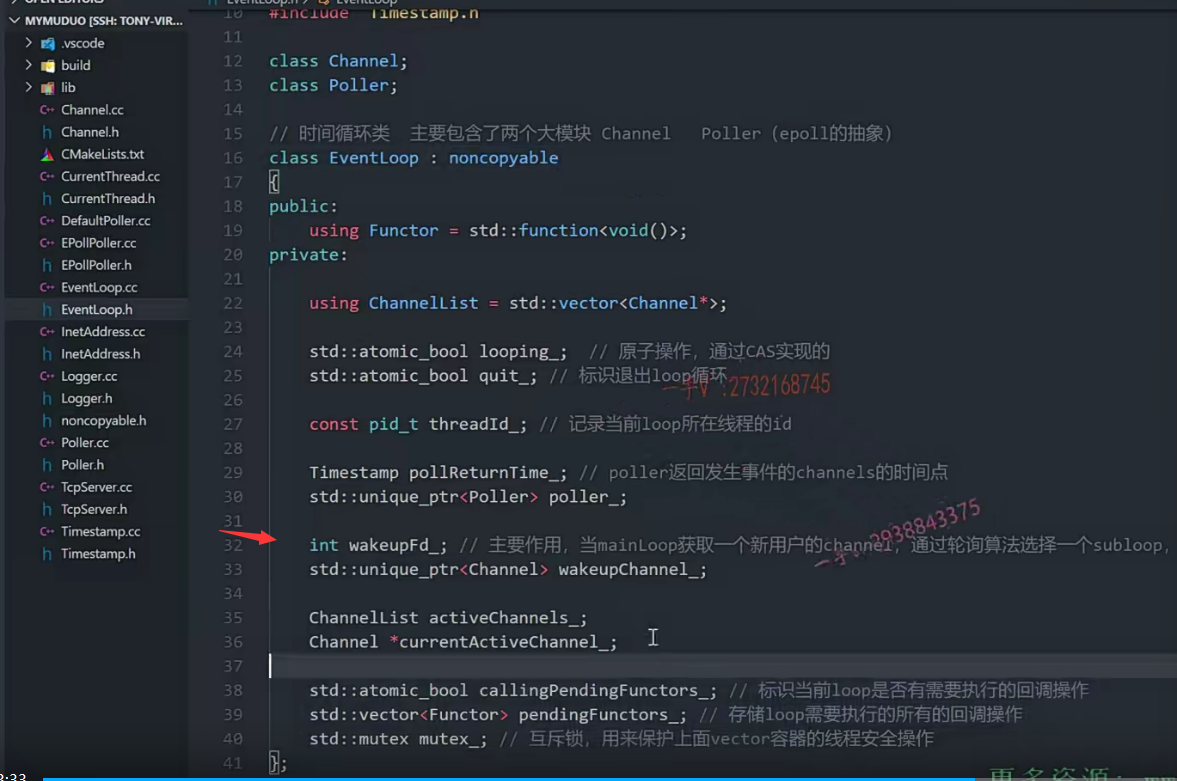 MYMUDUO [SSH: TONY-VIR...
.vscode
build
lib
Channel.cc
Channel.h
CMakeLists.txt
CurrentThread.cc
CurrentThread.h
DefaultPoller.cc
EPollPoller.cc
EPollPoller.h
EventLoop.cc
EventLoop.h
InetAddress.cc
InetAddress.h
Logger.cc
Logger.h
noncopyable.h
Poller.cc
Poller.h
TcpServer.cc
TcpServer.h
Timestamp.cc
Timestamp.h
10 #include "Timestamp.h
11
12 class Channel;
13 class Poller;
14
15 // 时间循环类 主要包含了两个大模块 Channel Poller (epoll的抽象)
16 class EventLoop : noncopyable
17 {
18 public:
19 using Functor = std::function<void()>;
20 private:
21
22 using ChannelList = std::vector<Channel*>;
23
24 std::atomic_bool looping_; // 原子操作，通过CAS实现的
25 std::atomic_bool quit_; // 标识退出loop循环
:2732168745
26
27 const pid_t threadId_; // 记录当前loop所在线程的id
28
29 Timestamp pollReturnTime_; // poller返回发生事件的channels的时间点
30 std::unique_ptr<Poller> poller_;
31
2938843375
32 int wakeupFd_; // 主要作用，当mainLoop获取一个新用户的channel，通过轮询算法选择一个subloop，
33 std::unique_ptr<Channel> wakeupChannel_;
34
35 ChannelList activeChannels_;
36 Channel *currentActiveChannel_;
37
38 std::atomic_bool callingPendingFunctors_; // 标识当前loop是否有需要执行的回调操作
39 std::vector<Functor> pendingFunctors_; // 存储loop需要执行的所有的回调操作
40 std::mutex mutex_; // 互斥锁，用来保护上面vector容器的线程安全操作
41 };